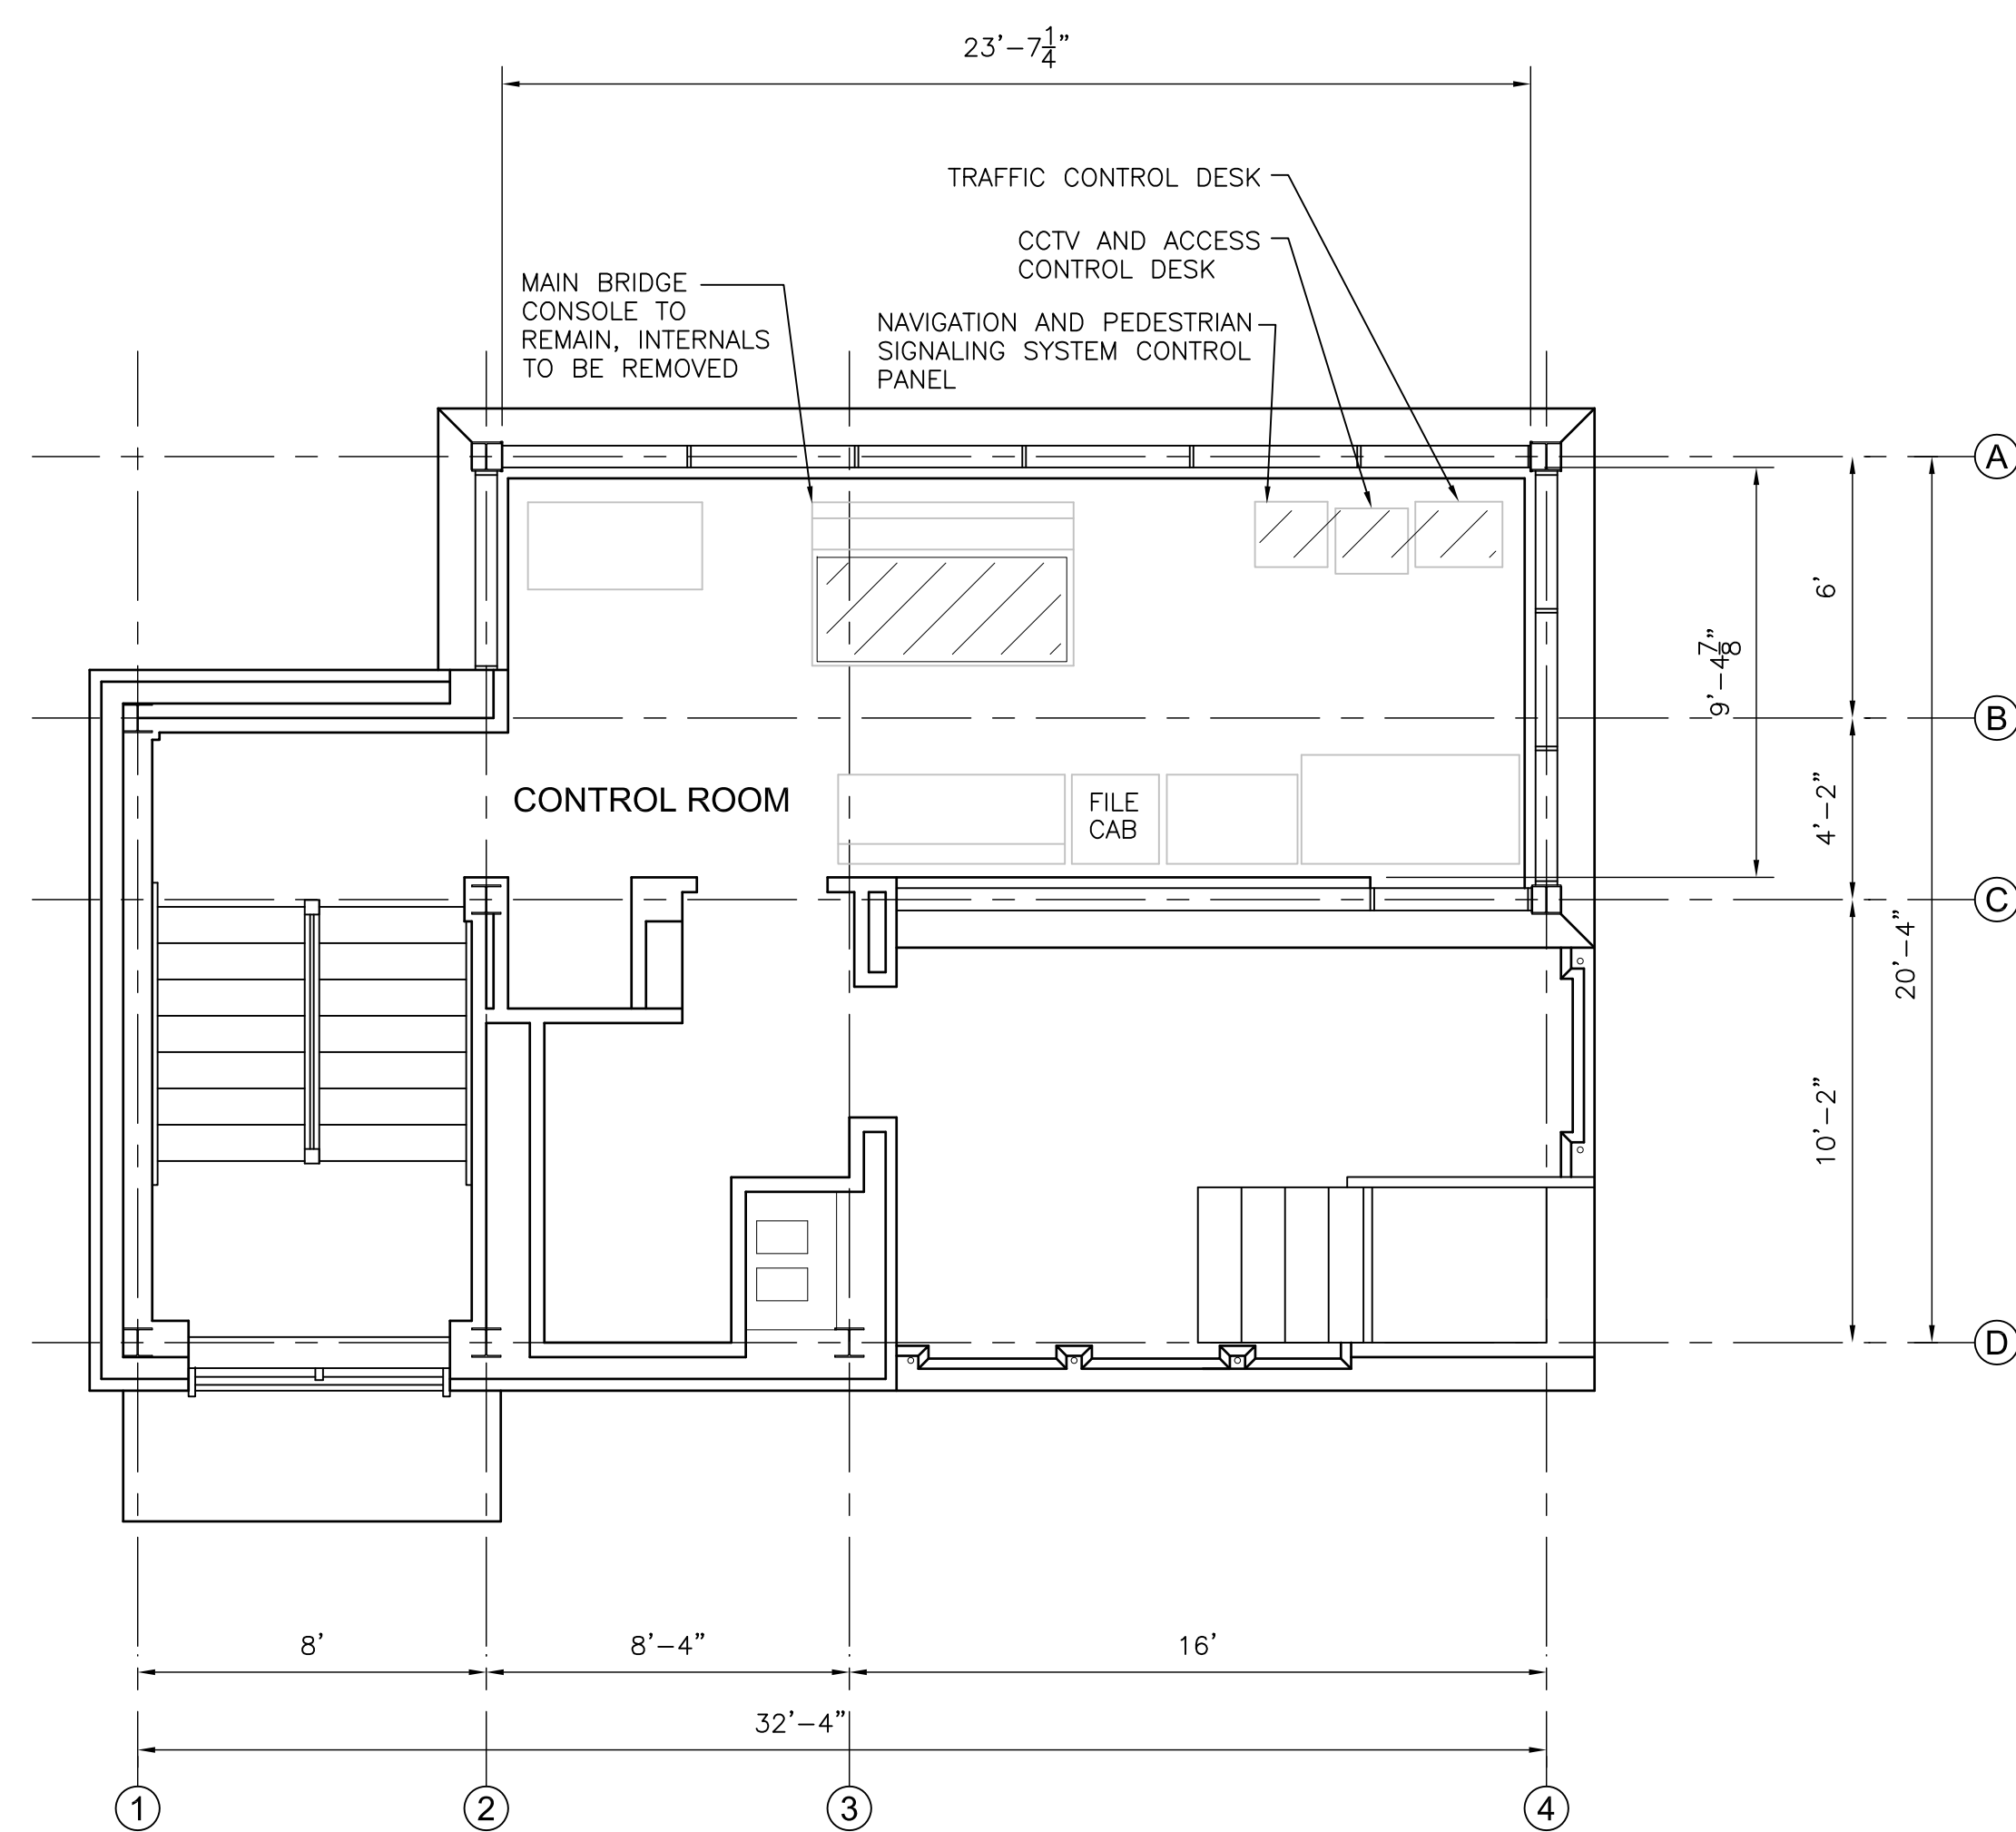 23'-7 1/4"
TRAFFIC CONTROL DESK
CCTV AND ACCESS
CONTROL DESK
MAIN BRIDGE
CONSOLE TO
REMAIN, INTERNALS
TO BE REMOVED
NAVIGATION AND PEDESTRIAN
SIGNALING SYSTEM CONTROL
PANEL
A
6'
9'-4 7/8"
B
CONTROL ROOM
FILE
CAB
4'-2"
C
20'-4"
10'-2"
D
8'
8'-4"
16'
32'-4"
1
2
3
4